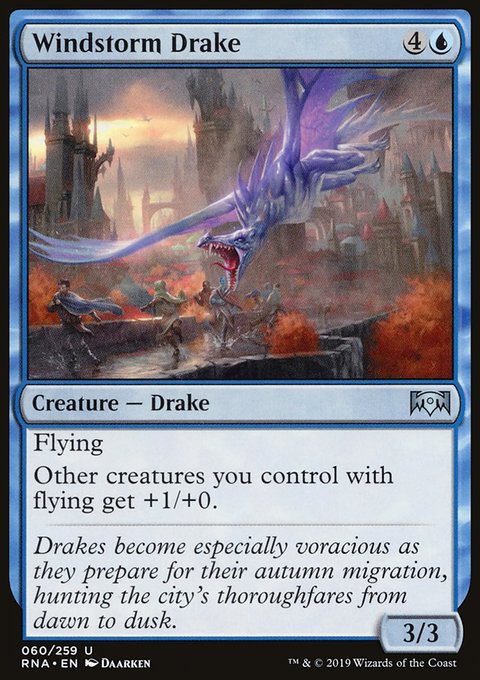 Windstorm Drake 4
Creature — Drake
Flying
Other creatures you control with
flying get +1/+0.
Drakes become especially voracious as
they prepare for their autumn migration,
hunting the city's thoroughfares from
dawn to dusk.
3/3
060/259 U
RNA • EN Daarken
™ & © 2019 Wizards of the Coast